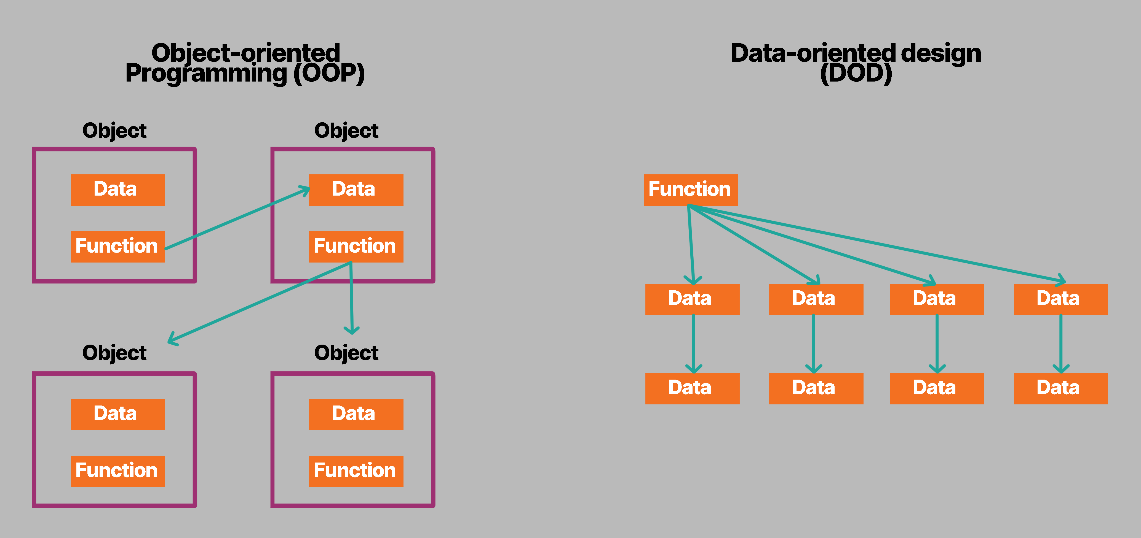 Object-oriented
Programming (OOP)
Object
Object
Data
Data
Function
Function
Object
Object
Data
Data
Function
Function
Data-oriented design
(DOD)
Function
Data
Data
Data
Data
Data
Data
Data
Data